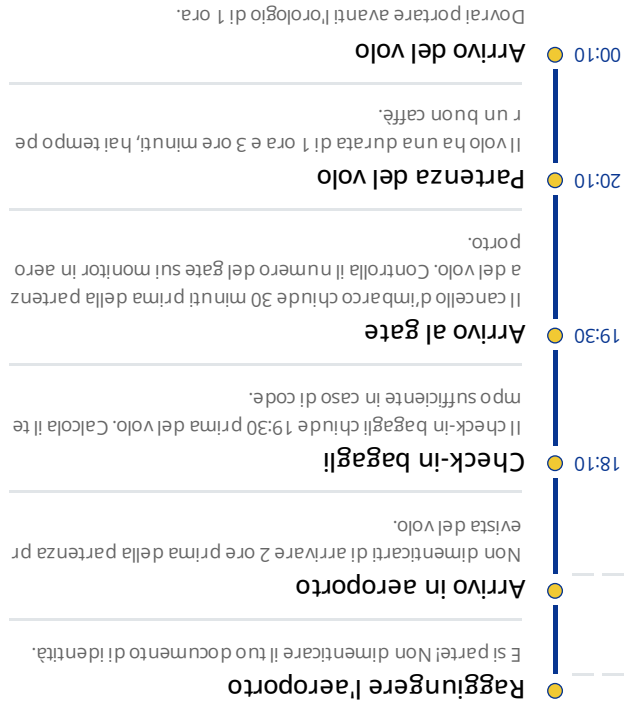 Raggiungere l'aeroporto
E si parte! Non dimenticare il tuo documento di identità.
Arrivo in aeroporto
Non dimenticarti di arrivare 2 ore prima della partenza pr
evista del volo.
18:10 Check-in bagagli
Il check-in bagagli chiude 19:30 prima del volo. Calcola il te
mpo sufficiente in caso di code.
19:30 Arrivo al gate
Il cancello d'imbarco chiude 30 minuti prima della partenz
a del volo. Controlla il numero del gate sui monitor in aero
porto.
20:10 Partenza del volo
Il volo ha una durata di 1 ora e 3 ore minuti, hai tempo pe
r un buon caffè.
00:10 Arrivo del volo
Dovrai portare avanti l'orologio di 1 ora.